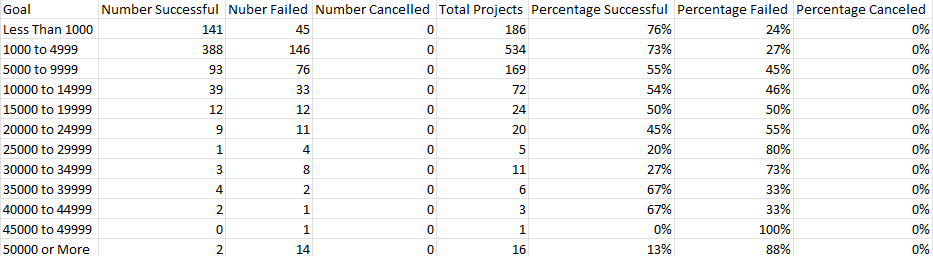 Goal Number Successful Nuber Failed Number Cancelled Total Projects Percentage Successful Percentage Failed Percentage Canceled
Less Than 1000 141 45 0 186 76% 24% 0%
1000 to 4999 388 146 0 534 73% 27% 0%
5000 to 9999 93 76 0 169 55% 45% 0%
10000 to 14999 39 33 0 72 54% 46% 0%
15000 to 19999 12 12 0 24 50% 50% 0%
20000 to 24999 9 11 0 20 45% 55% 0%
25000 to 29999 1 4 0 5 20% 80% 0%
30000 to 34999 3 8 0 11 27% 73% 0%
35000 to 39999 4 2 0 6 67% 33% 0%
40000 to 44999 2 1 0 3 67% 33% 0%
45000 to 49999 0 1 0 1 0% 100% 0%
50000 or More 2 14 0 16 13% 88% 0%